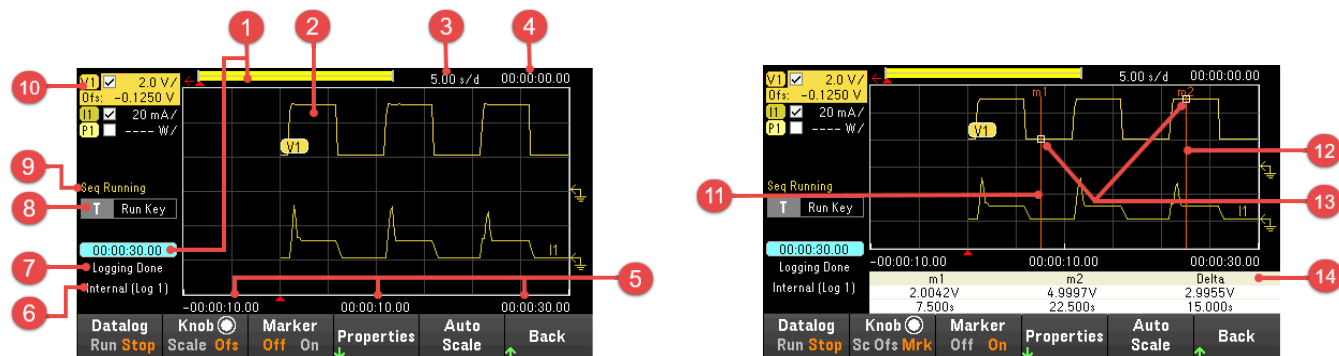 1
2
3
4
5.00 s/d 00:00:00.00
10
V1 2.0 V/
Ofs: -0.1250 V
I1 20 mA/
P1 ---- W/
V1
9
Seq Running
8
T Run Key
I1
00:00:30.00
7
Logging Done
6
Internal (Log 1)
5
-00:00:10.00 00:00:10.00 00:00:30.00
Datalog Knob Marker Properties Auto Back
Run Stop Scale Ofs Off On Scale
5.00 s/d 00:00:00.00
V1 2.0 V/
Ofs: -0.1250 V
I1 20 mA/
P1 ---- W/
m1 m2
V1
12
Seq Running
11
13
T Run Key
I1
00:00:30.00
Logging Done
-00:00:10.00 00:00:10.00 00:00:30.00
Internal (Log 1)
m1 m2 Delta
14
2.0042V 4.9997V 2.9955V
7.500s 22.500s 15.000s
Datalog Knob Marker Properties Auto Back
Run Stop Sc Ofs Mrk Off On Scale